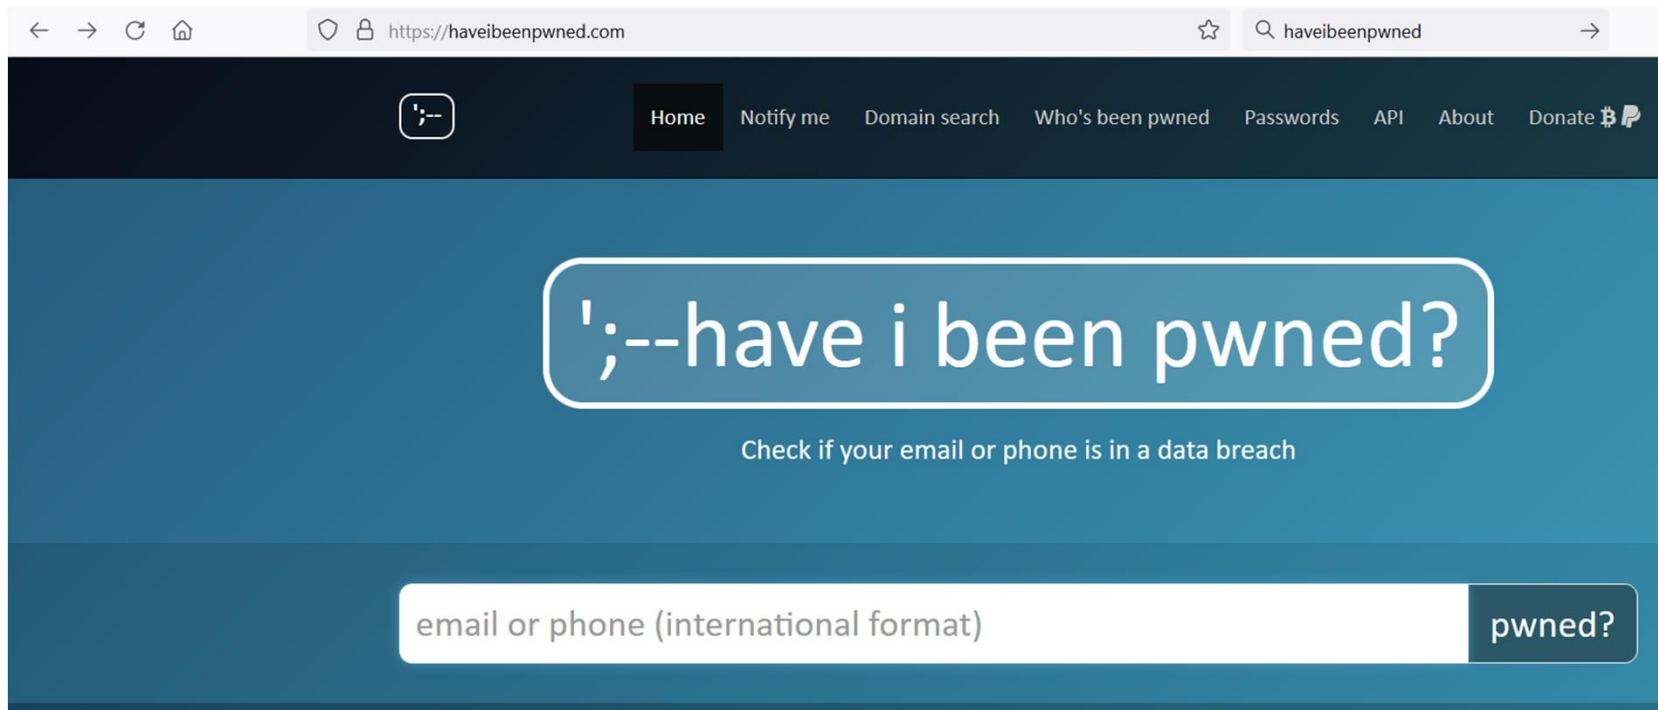 https://haveibeenpwned.com haveibeenpwned
';-- Home Notify me Domain search Who's been pwned Passwords API About Donate
';--have i been pwned?
Check if your email or phone is in a data breach
email or phone (international format) pwned?